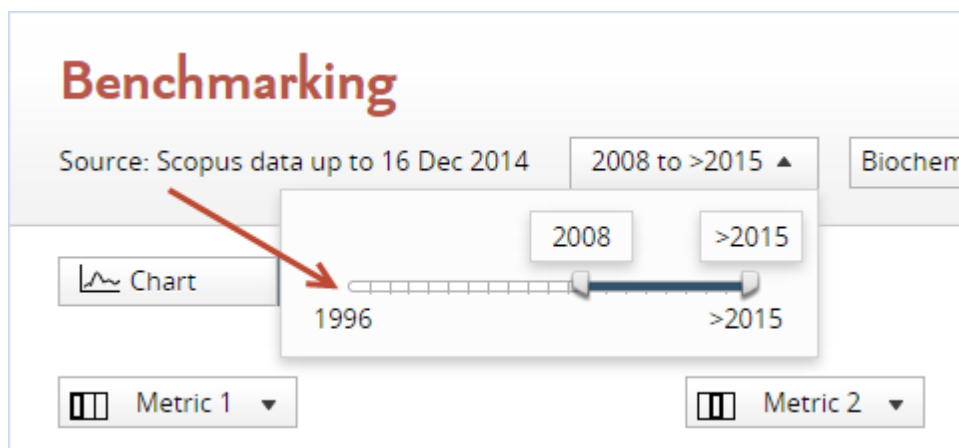 Benchmarking
Source: Scopus data up to 16 Dec 2014
2008 to >2015
Biochem
2008
>2015
Chart
1996
>2015
Metric 1
Metric 2